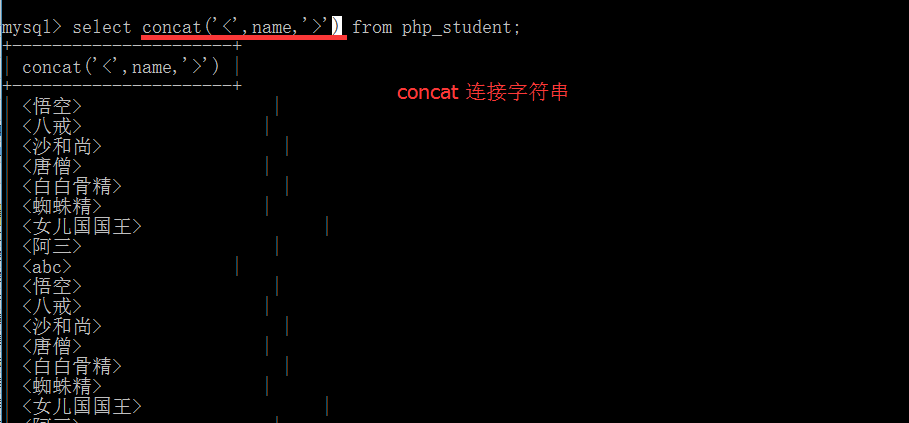 mysql> select concat('<',name,'>') from php_student;
+----------------------+
| concat('<',name,'>') |
+----------------------+
concat 连接字符串
| <悟空> |
| <八戒> |
| <沙和尚> |
| <唐僧> |
| <白白骨精> |
| <蜘蛛精> |
| <女儿国国王> |
| <阿三> |
| <abc> |
| <悟空> |
| <八戒> |
| <沙和尚> |
| <唐僧> |
| <白白骨精> |
| <蜘蛛精> |
| <女儿国国王> |